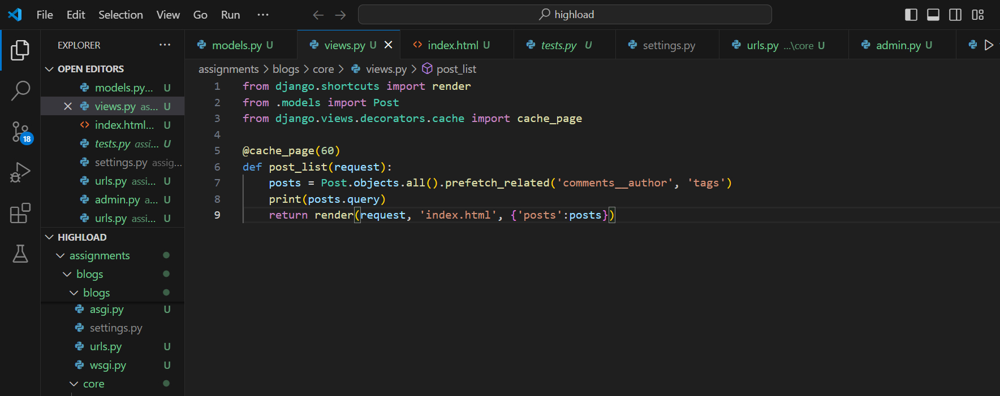 File Edit Selection View Go Run ··· highload
EXPLORER ···
OPEN EDITORS
models.py... U
views.py as... U
index.html... U
tests.py assi... U
settings.py assig...
urls.py assi... U
admin.py a... U
urls.py assi... U
HIGHLOAD
assignments
blogs
blogs
asgi.py U
settings.py
urls.py U
wsgi.py U
core
18
models.py U views.py U index.html U tests.py U settings.py urls.py ...\core U admin.py U
assignments > blogs > core > views.py > post_list
1 from django.shortcuts import render
2 from .models import Post
3 from django.views.decorators.cache import cache_page
4
5 @cache_page(60)
6 def post_list(request):
7 posts = Post.objects.all().prefetch_related('comments__author', 'tags')
8 print(posts.query)
9 return render(request, 'index.html', {'posts':posts})